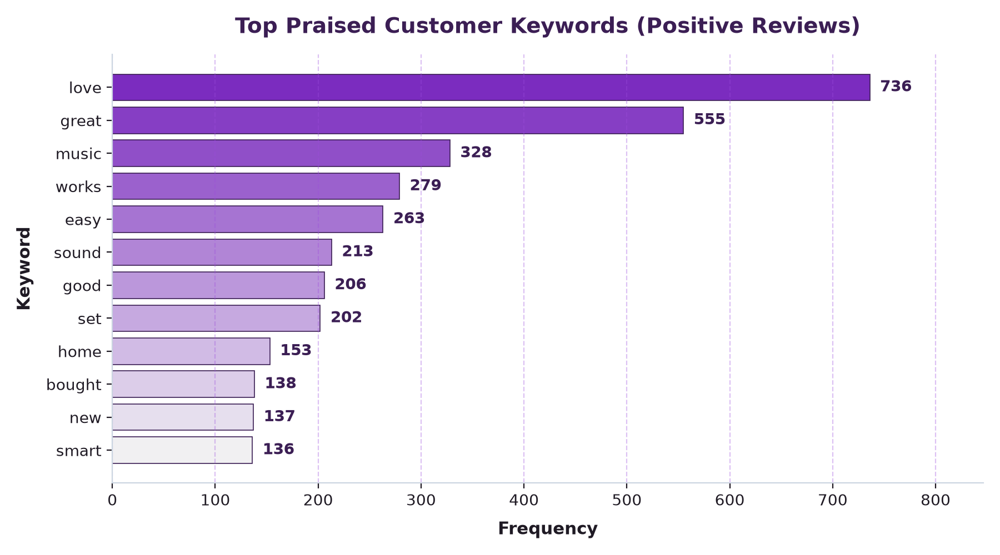 Top Praised Customer Keywords (Positive Reviews)
love 736
great 555
music 328
works 279
easy 263
sound 213
good 206
set 202
home 153
bought 138
new 137
smart 136
Keyword
0 100 200 300 400 500 600 700 800
Frequency